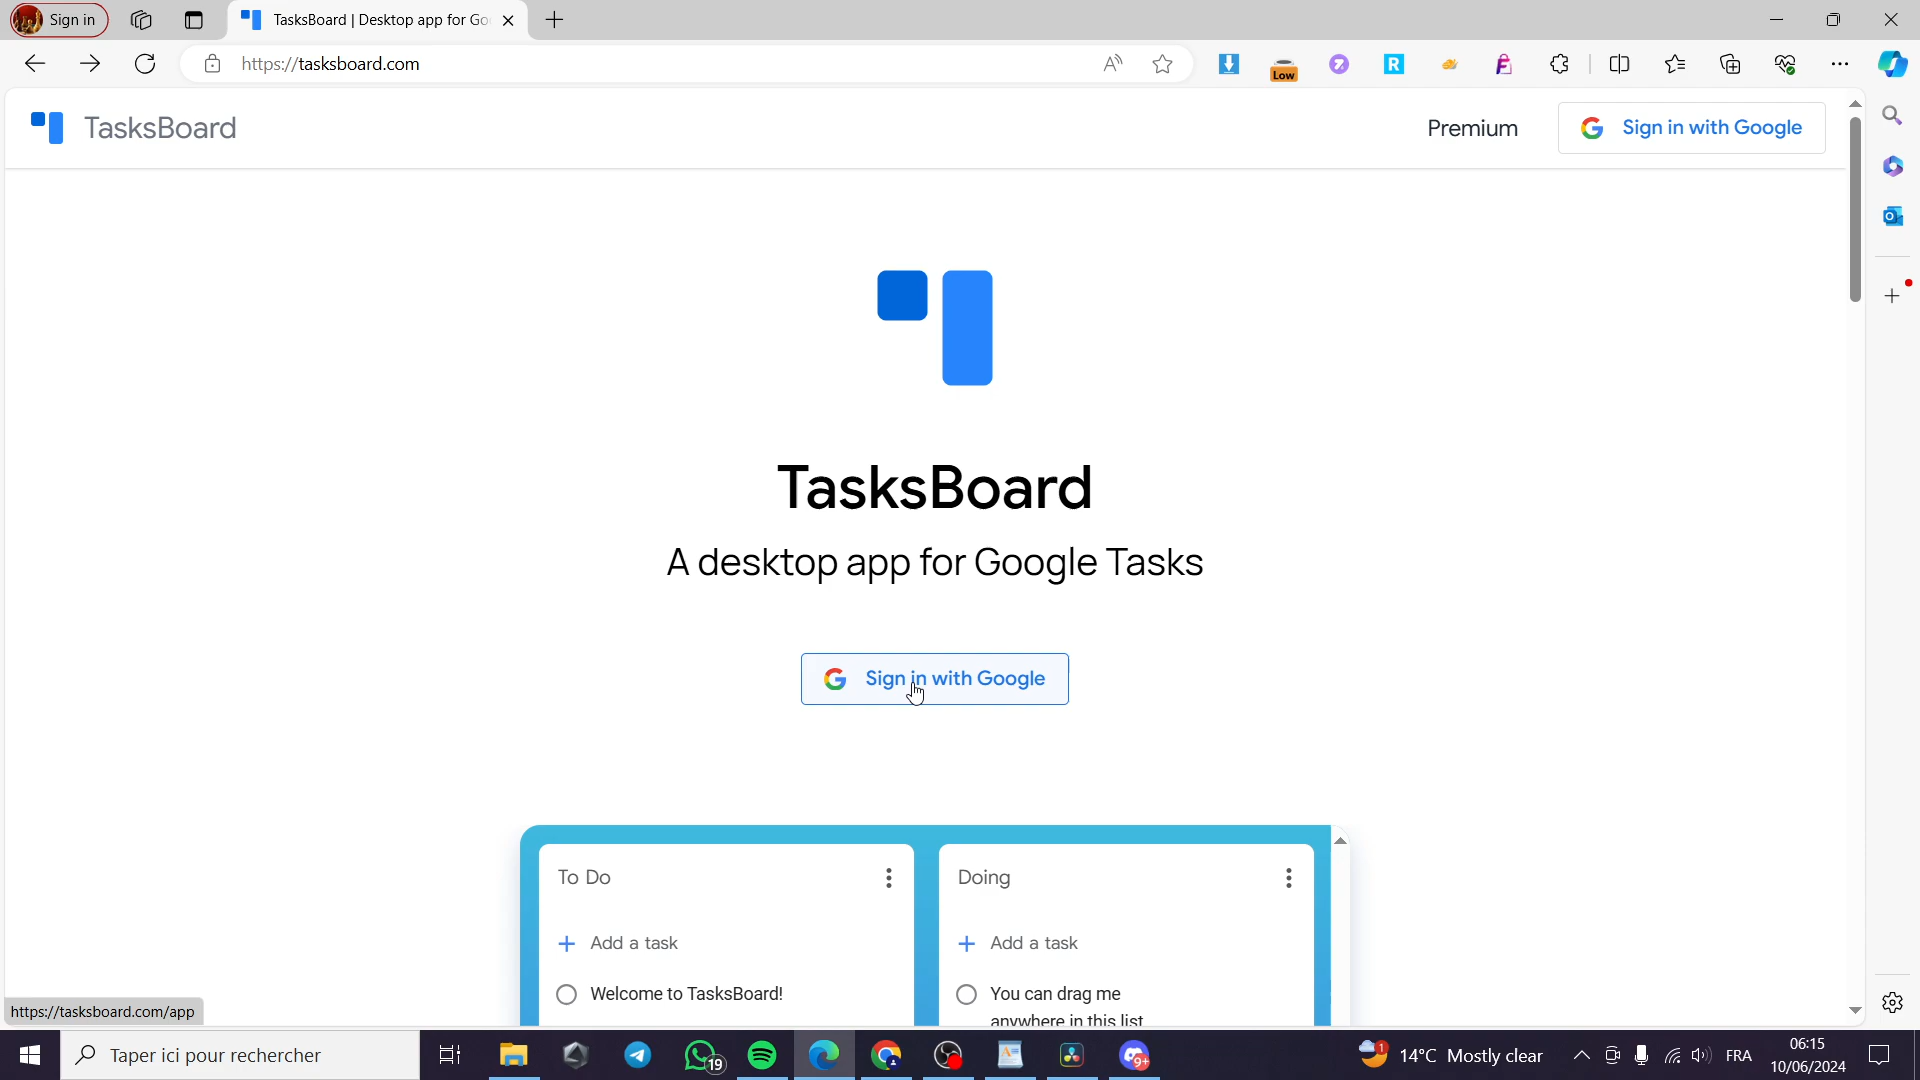 Sign in
TasksBoard | Desktop app for Goo
https://tasksboard.com
Low
TasksBoard
Premium
Sign in with Google
TasksBoard
A desktop app for Google Tasks
Sign in with Google
To Do
Doing
Add a task
Add a task
Welcome to TasksBoard!
You can drag me
anywhere in this list
https://tasksboard.com/app
Taper ici pour rechercher
19
9+
1
14°C Mostly clear
FRA
06:15
10/06/2024